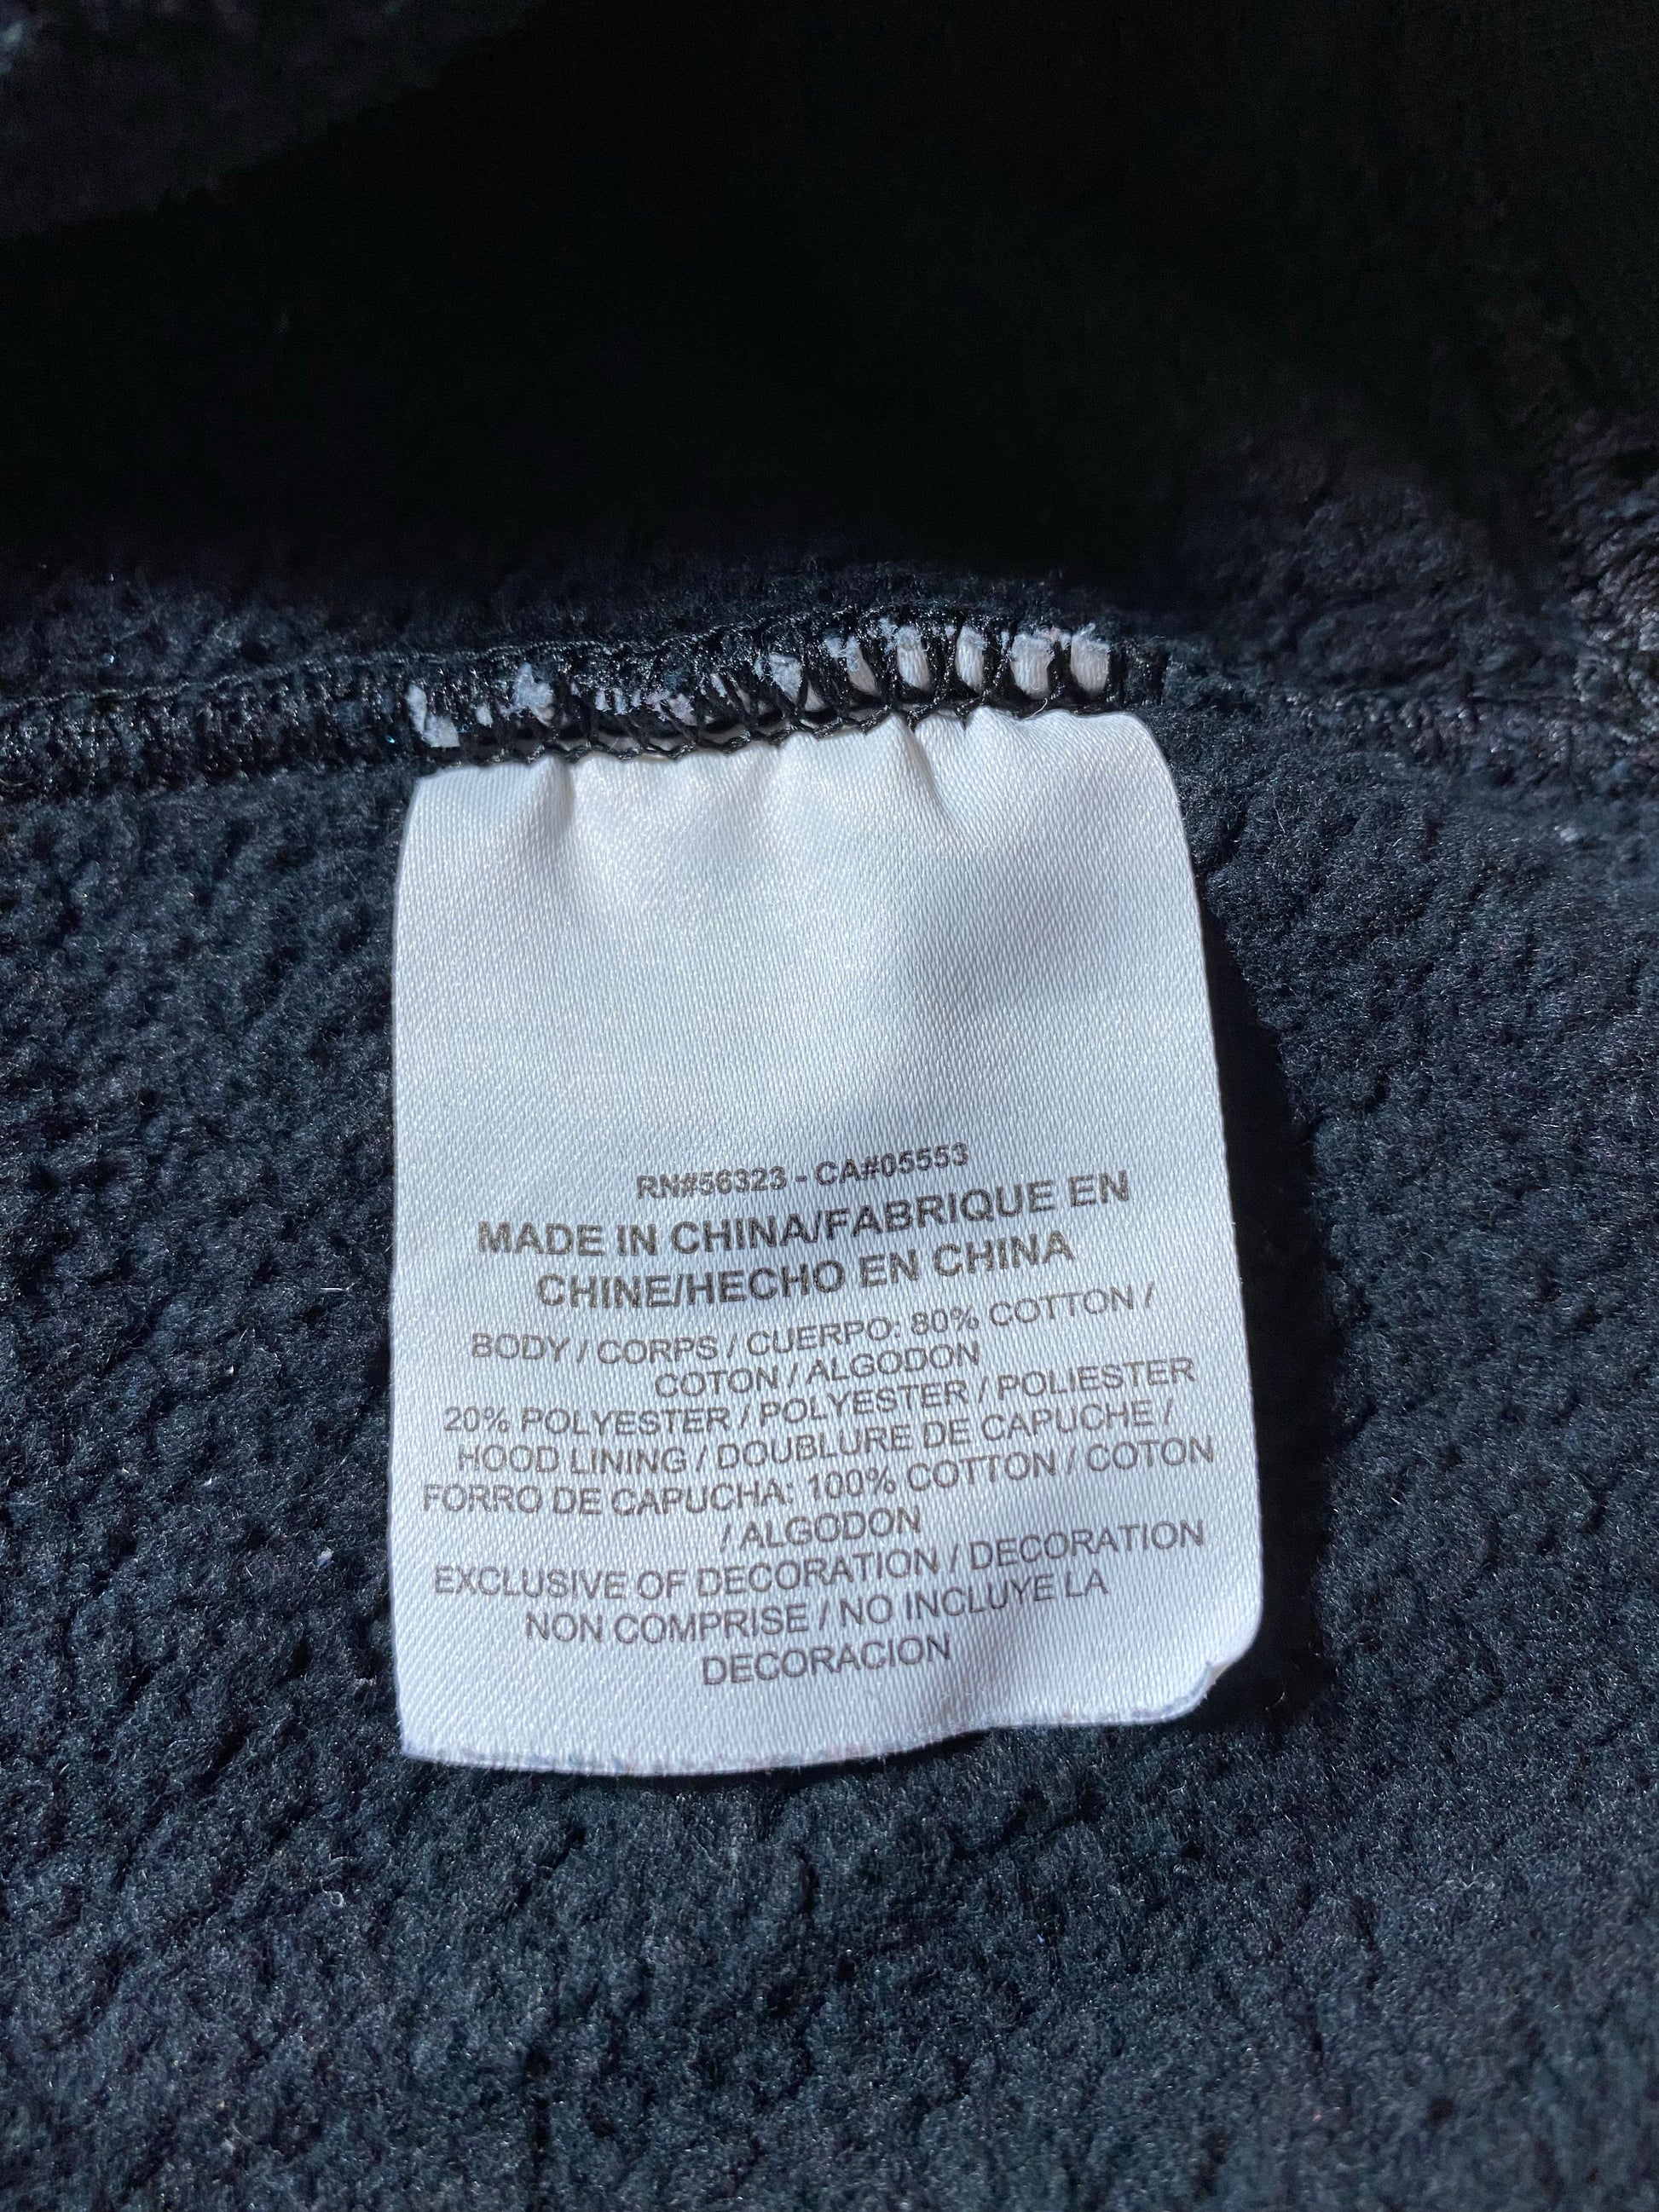 RN#56323 - CA#05553
MADE IN CHINA/FABRIQUE EN
CHINE/HECHO EN CHINA
BODY / CORPS / CUERPO: 80% COTTON /
COTON / ALGODON
20% POLYESTER / POLYESTER / POLIESTER
HOOD LINING / DOUBLURE DE CAPUCHE /
FORRO DE CAPUCHA: 100% COTTON / COTON
/ ALGODON
EXCLUSIVE OF DECORATION / DECORATION
NON COMPRISE / NO INCLUYE LA
DECORACION